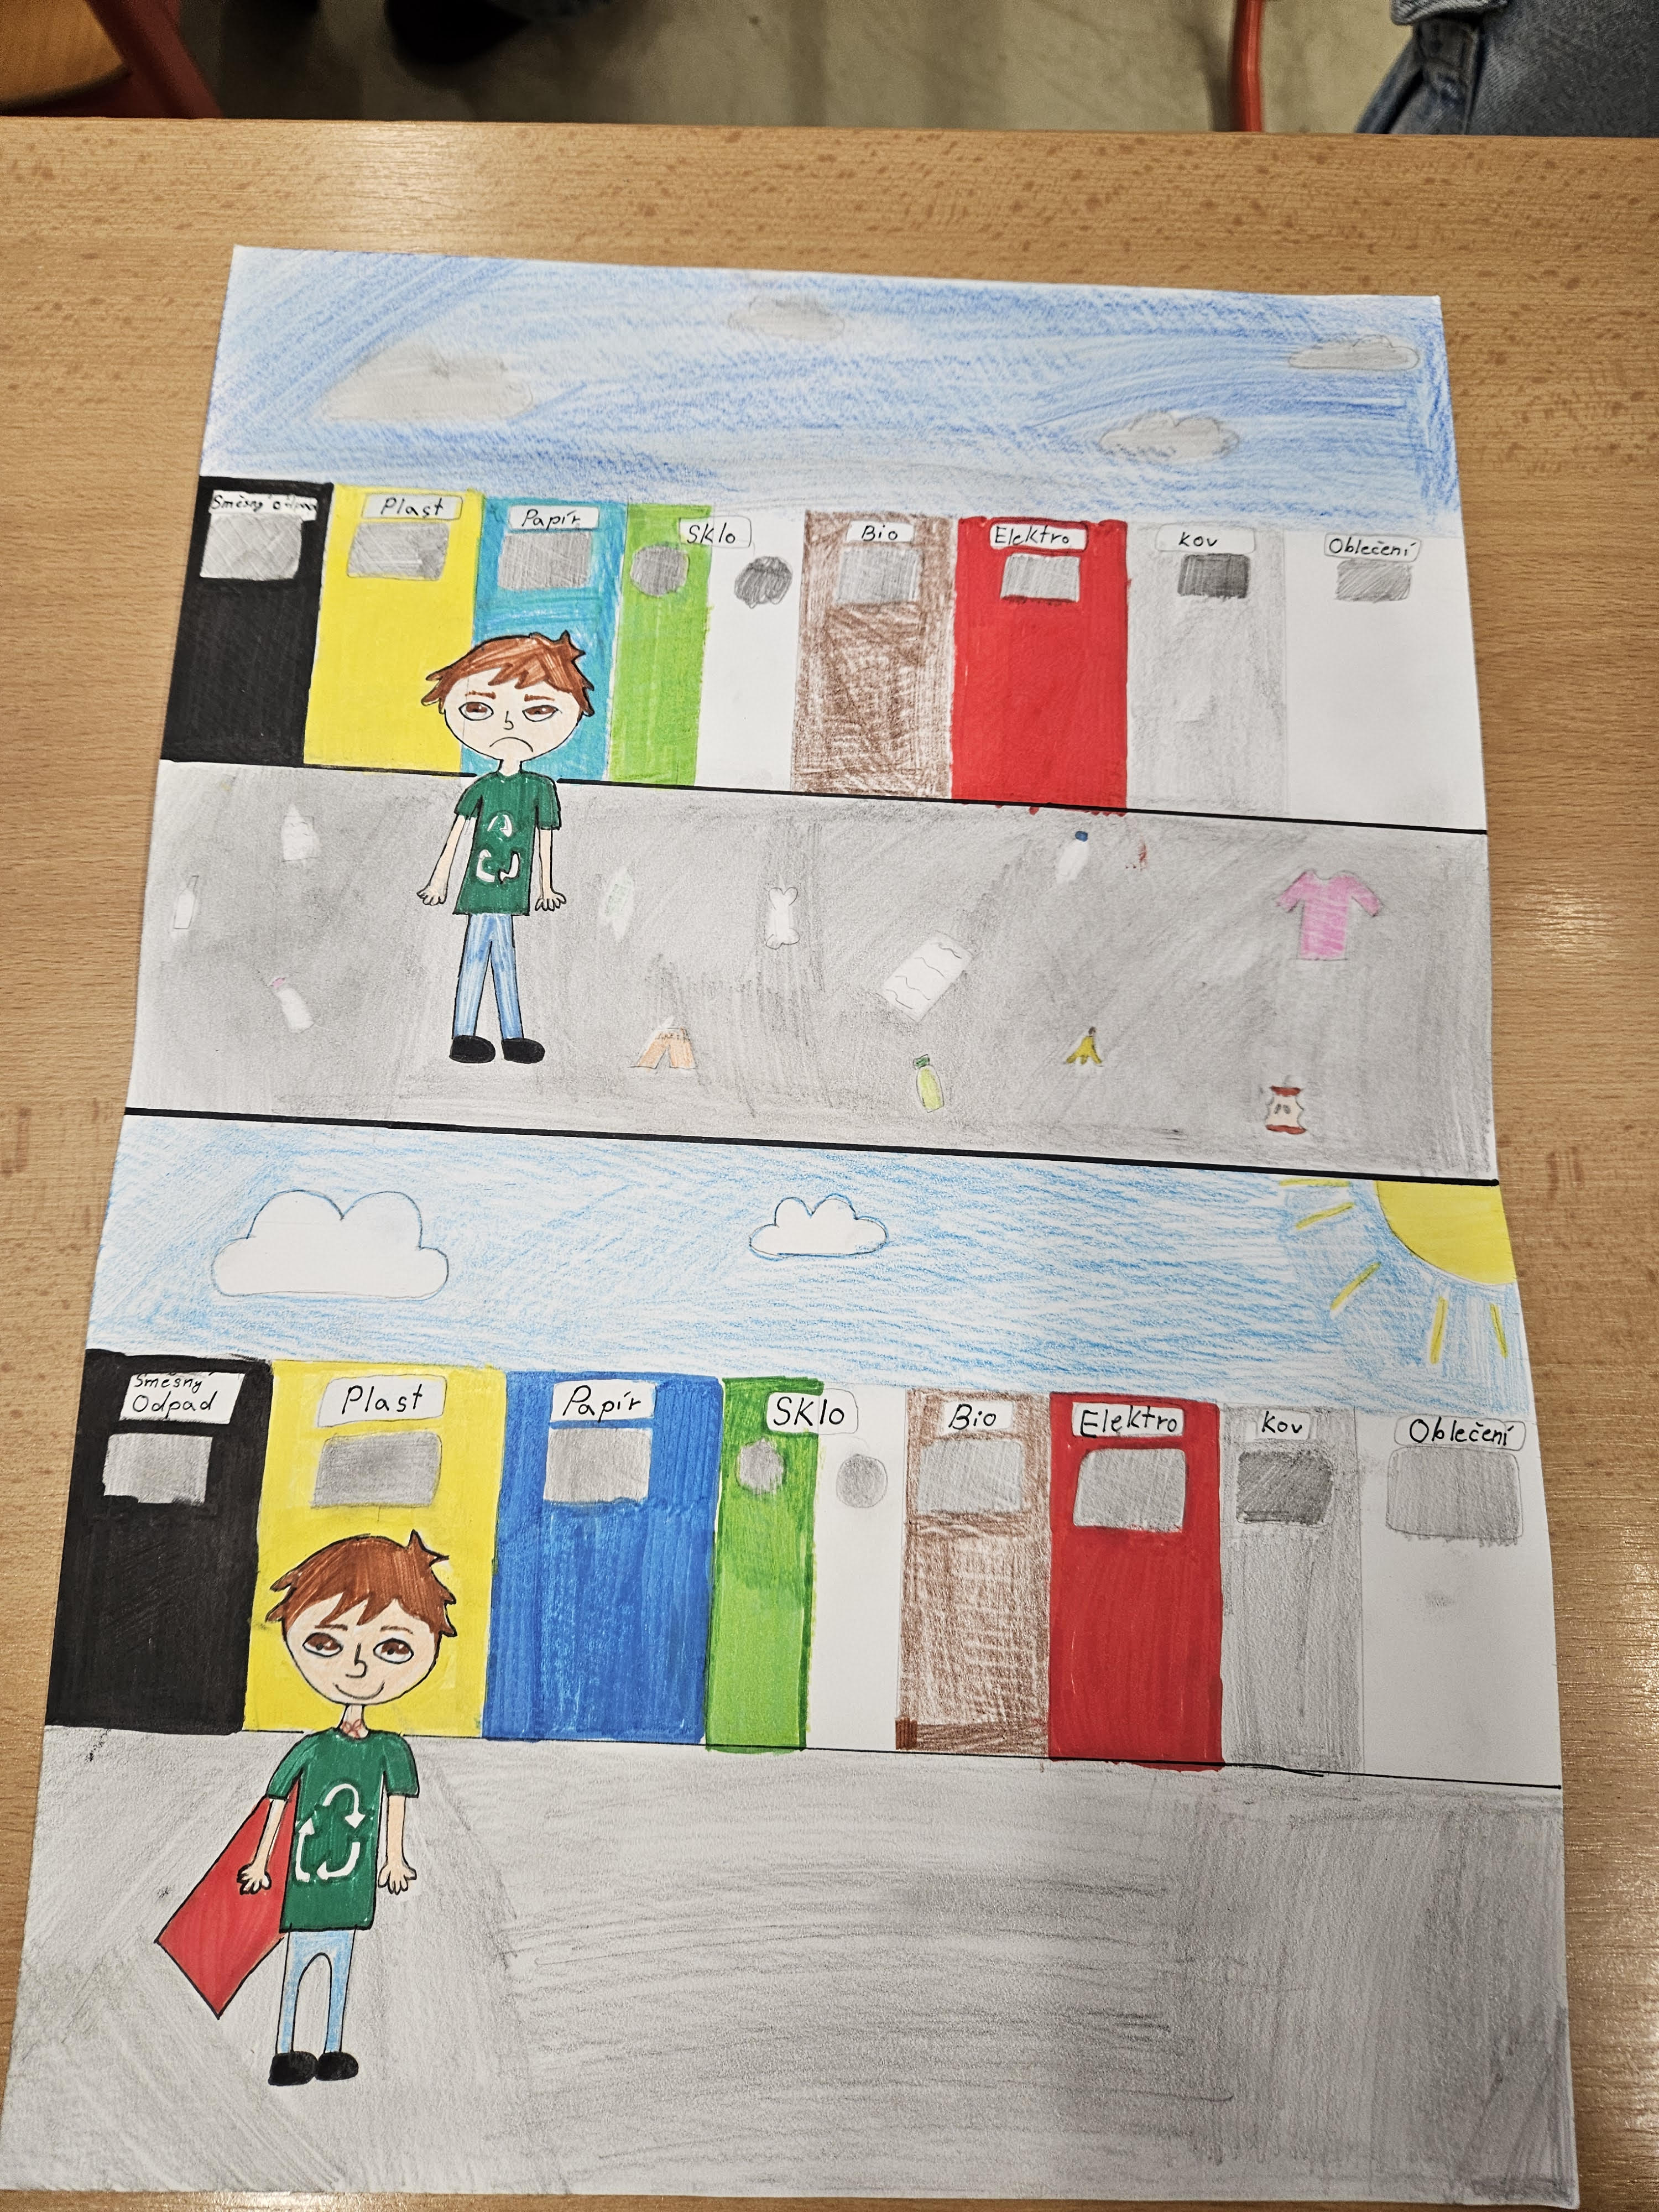 Směsný odpad
Plast
Papír
Sklo
Bio
Elektro
Kov
Oblečení
Směsný
Odpad
Plast
Papír
Sklo
Bio
Elektro
Kov
Oblečení